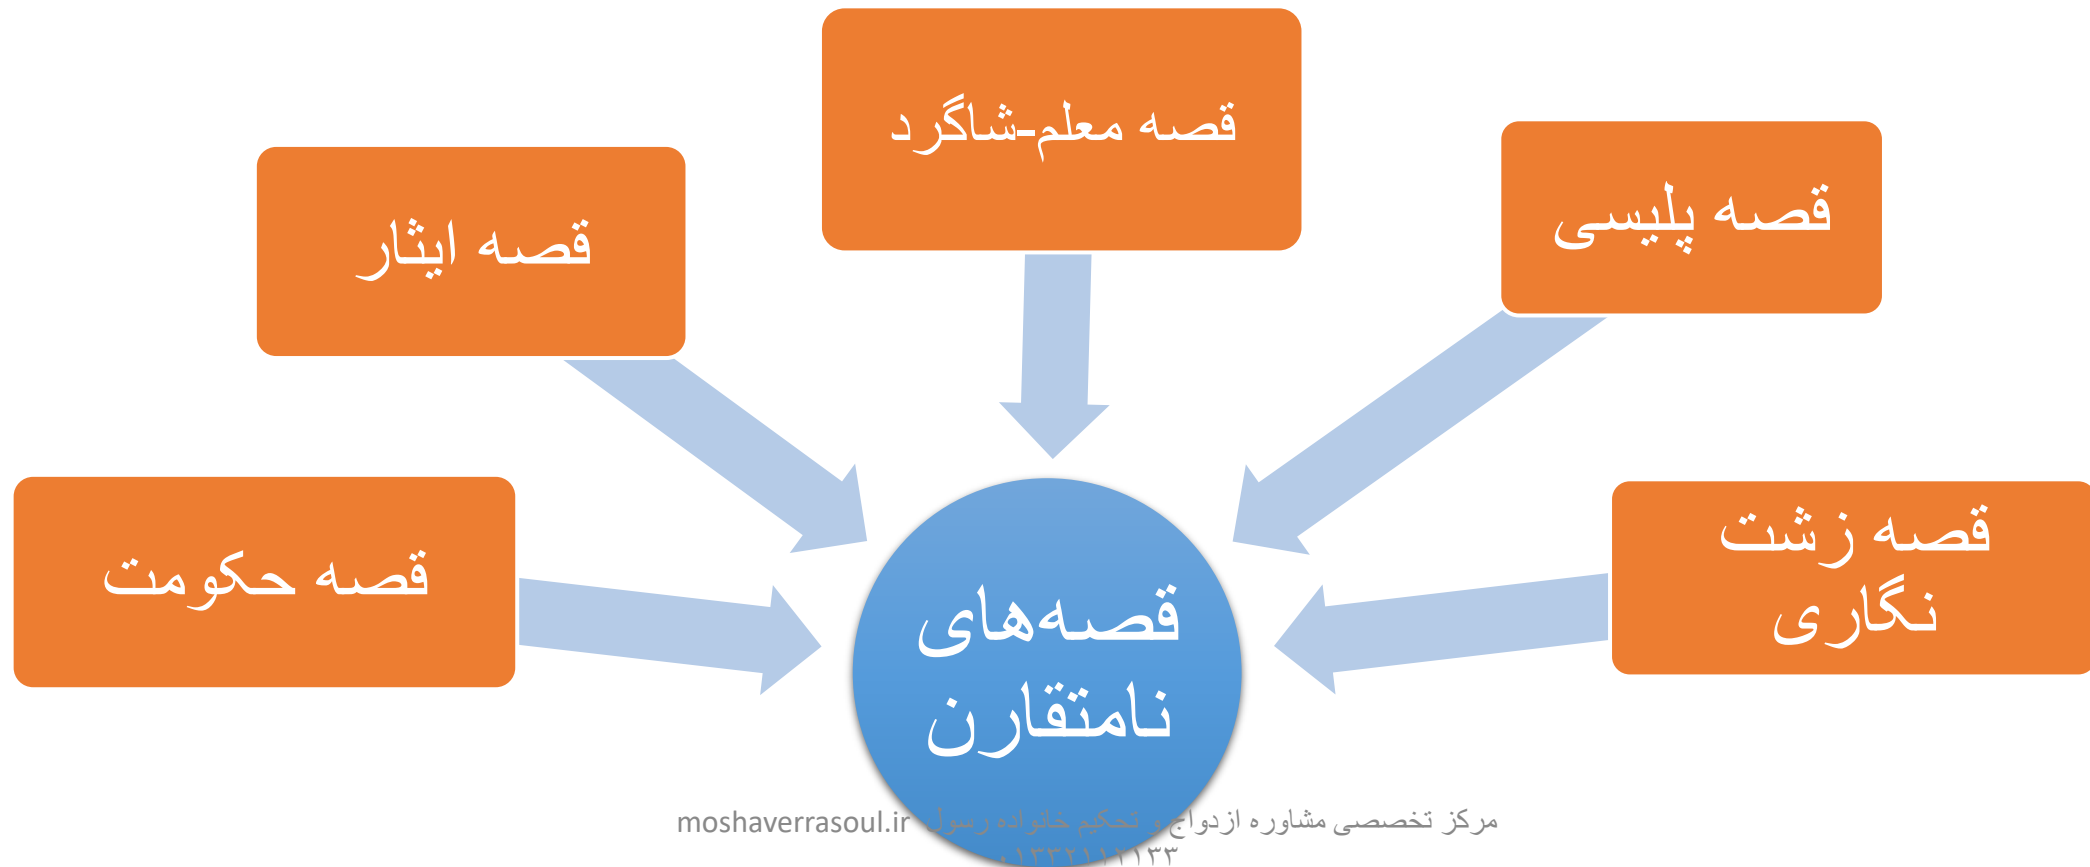 قصه معلم-شاگرد
قصه پلیسی
قصه ایثار
قصه زشت
نگاری
قصه حکومت
قصه‌های
نامتقارن
مرکز تخصصی مشاوره ازدواج و تحکیم خانواده رسول moshaverrasoul.ir